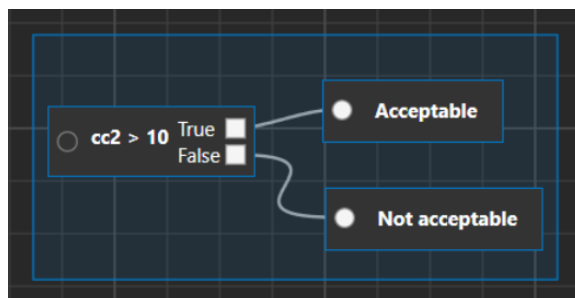 cc2 > 10
True
False
Acceptable
Not acceptable